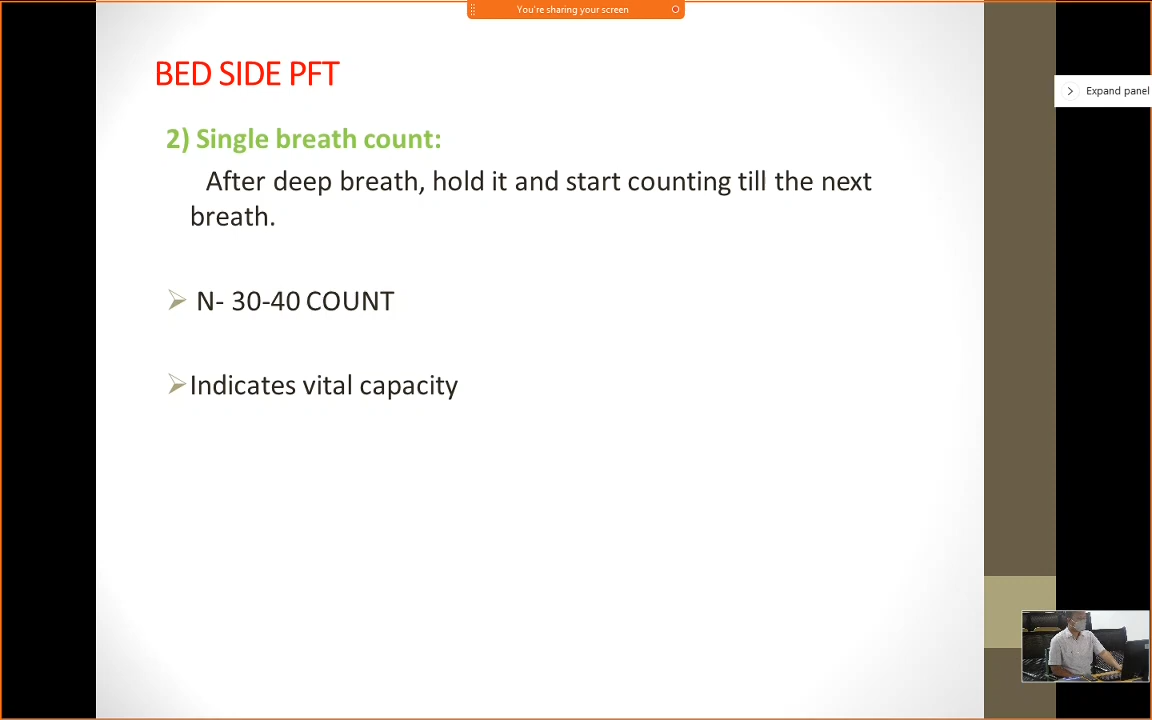 You're sharing your screen
Expand panel
BED SIDE PFT
2) Single breath count:
After deep breath, hold it and start counting till the next
breath.
N- 30-40 COUNT
Indicates vital capacity